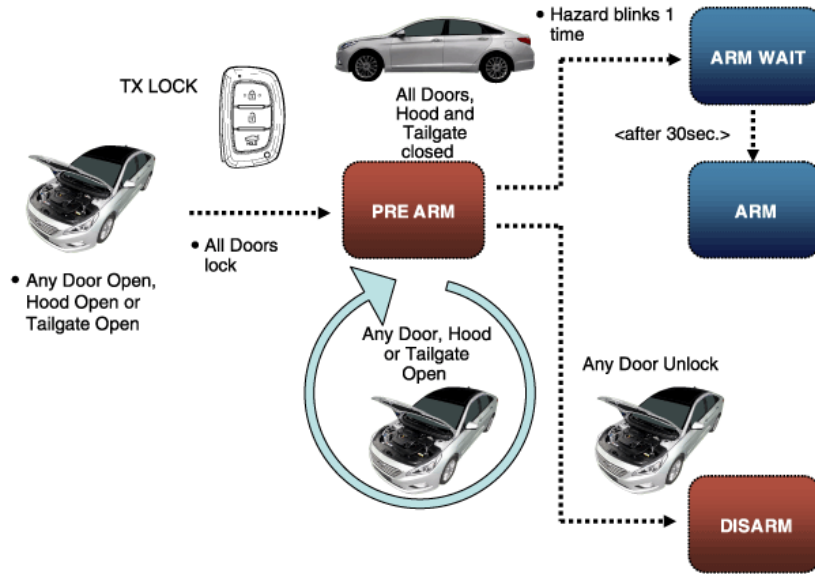 • Hazard blinks 1
time
ARM WAIT
TX LOCK
All Doors,
Hood and
Tailgate
closed
<after 30sec.>
PRE ARM
ARM
• All Doors
lock
• Any Door Open,
Hood Open or
Tailgate Open
Any Door, Hood
or Tailgate
Open
Any Door Unlock
DISARM